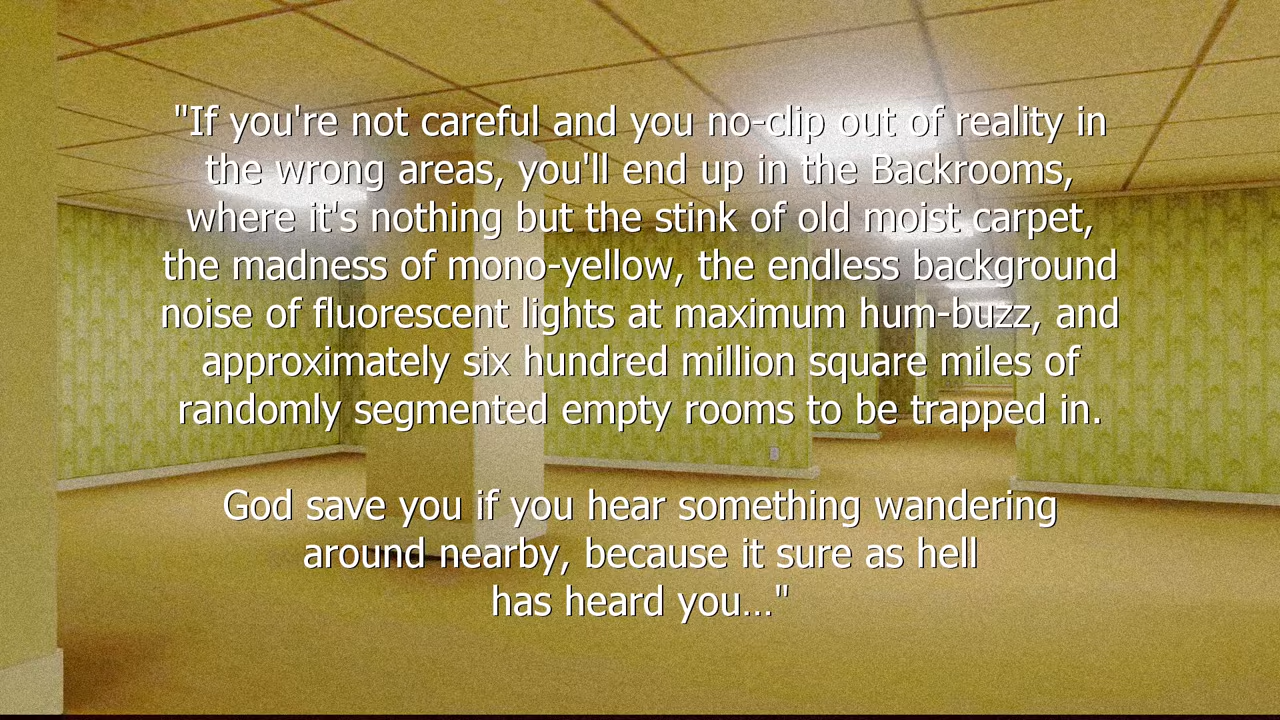 "If you're not careful and you no-clip out of reality in
the wrong areas, you'll end up in the Backrooms,
where it's nothing but the stink of old moist carpet,
the madness of mono-yellow, the endless background
noise of fluorescent lights at maximum hum-buzz, and
approximately six hundred million square miles of
randomly segmented empty rooms to be trapped in.
God save you if you hear something wandering
around nearby, because it sure as hell
has heard you..."